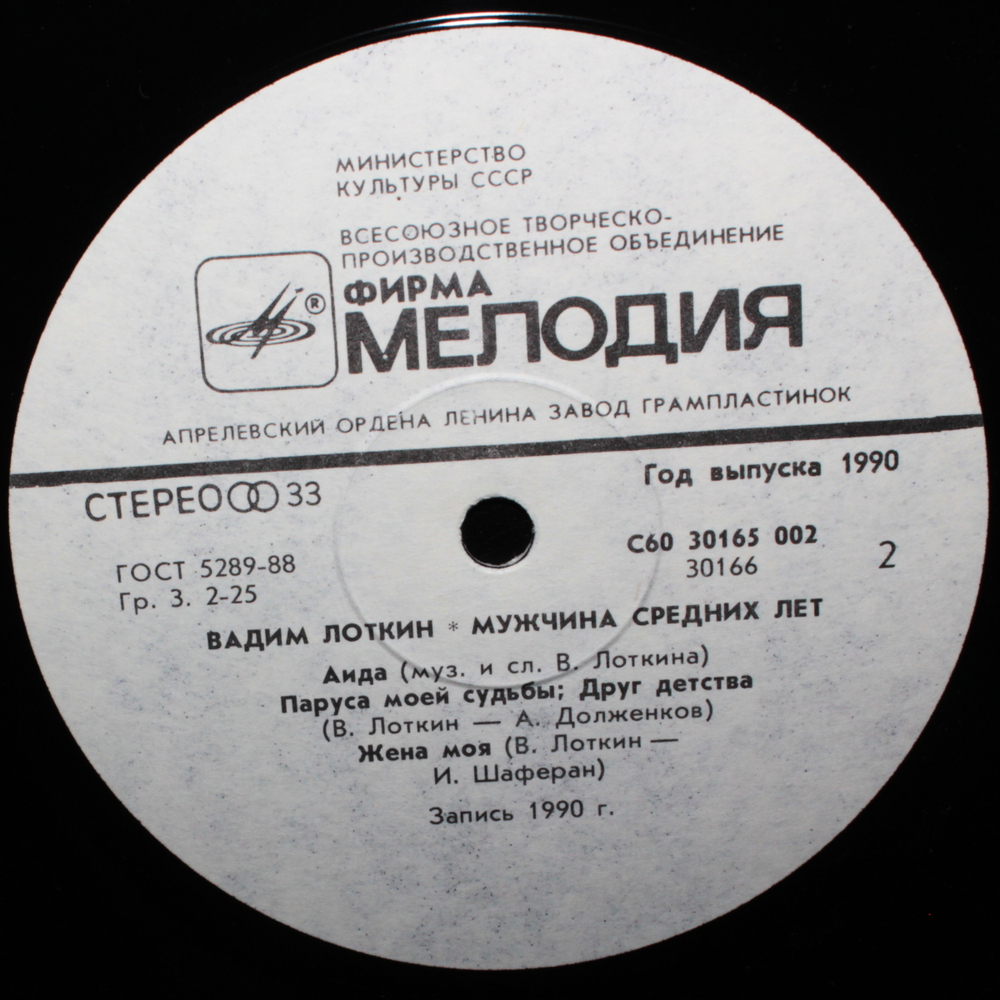 МИНИСТЕРСТВО
КУЛЬТУРЫ СССР
ВСЕСОЮЗНОЕ ТВОРЧЕСКО-
ПРОИЗВОДСТВЕННОЕ ОБЪЕДИНЕНИЕ
ФИРМА
®
МЕЛОДИЯ
АПРЕЛЕВСКИЙ ОРДЕНА ЛЕНИНА ЗАВОД ГРАМПЛАСТИНОК
СТЕРЕО 33
Год выпуска 1990
ГОСТ 5289-88
Гр. 3. 2-25
С60 30165 002
30166
2
ВАДИМ ЛОТКИН * МУЖЧИНА СРЕДНИХ ЛЕТ
Аида (муз. и сл. В. Лоткина)
Паруса моей судьбы; Друг детства
(В. Лоткин — А. Долженков)
Жена моя (В. Лоткин —
И. Шаферан)
Запись 1990 г.